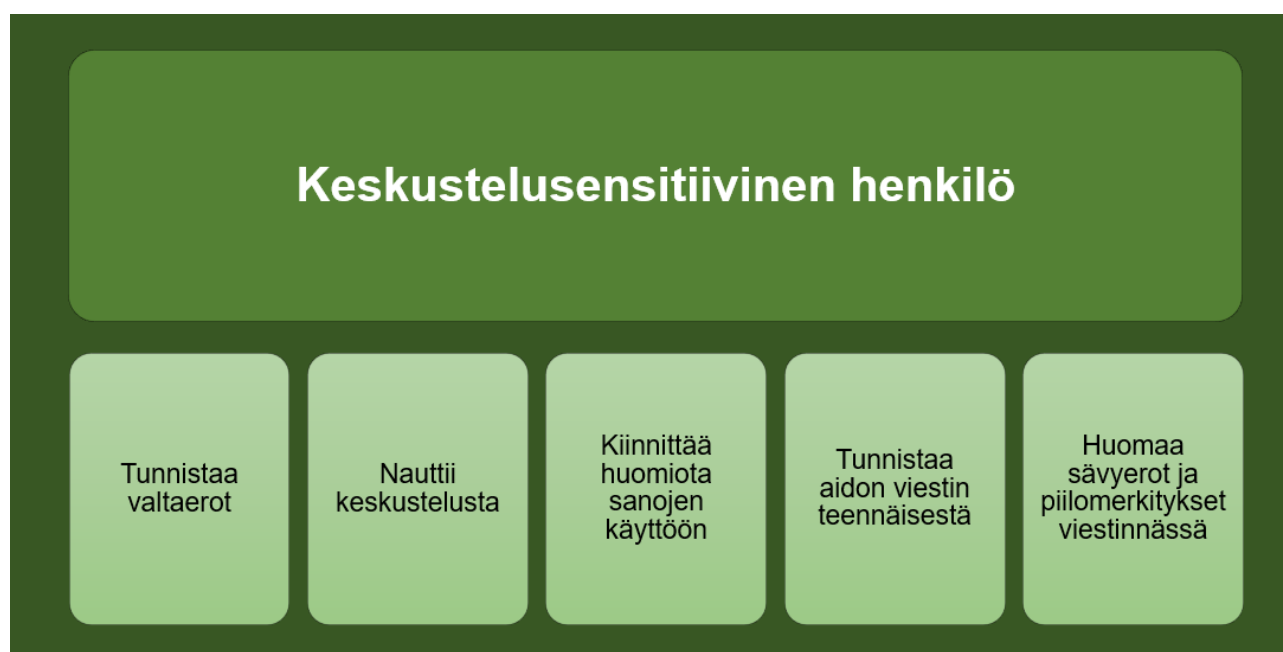 Keskustelusensitiivinen henkilö
Tunnistaa
valtaerot
Nauttii
keskustelusta
Kiinnittää
huomiota
sanojen
käyttöön
Tunnistaa
aidon viestin
teennäisestä
Huomaa
sävyerot ja
piilomerkitykset
viestinnässä